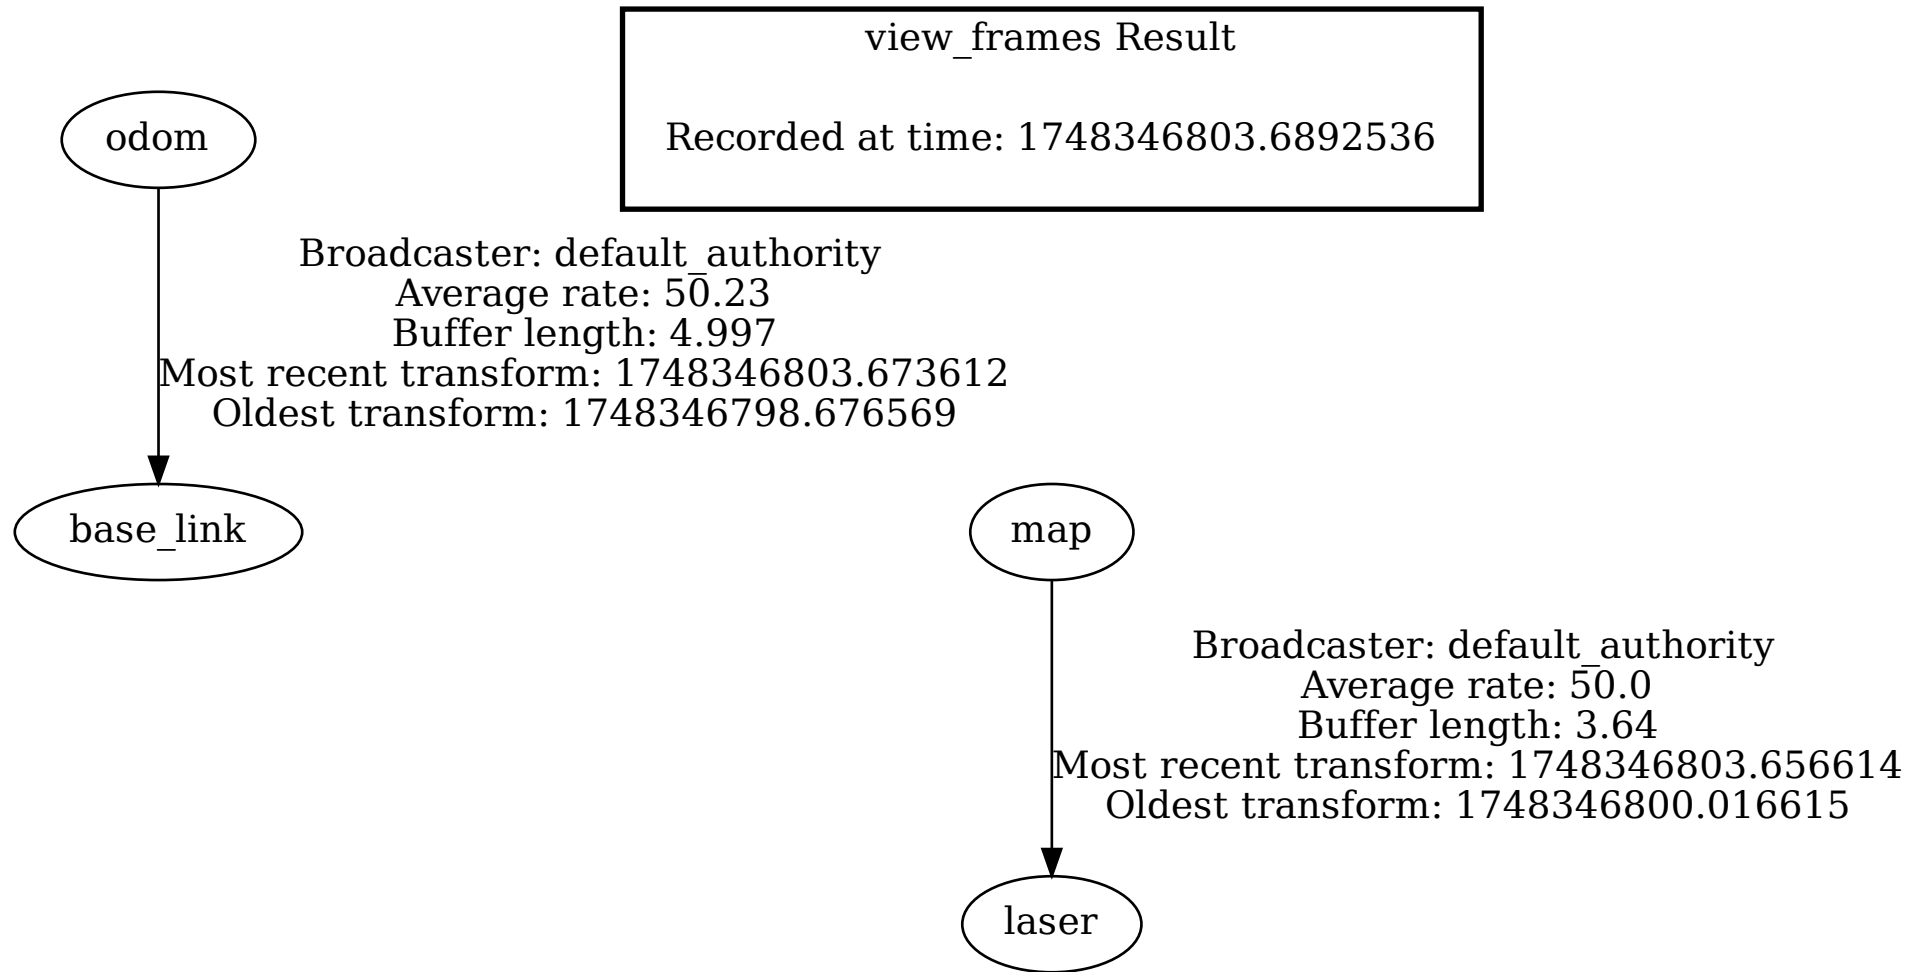 view_frames Result
Recorded at time: 1748346803.6892536
odom
Broadcaster: default_authority
Average rate: 50.23
Buffer length: 4.997
Most recent transform: 1748346803.673612
Oldest transform: 1748346798.676569
base_link
map
Broadcaster: default_authority
Average rate: 50.0
Buffer length: 3.64
Most recent transform: 1748346803.656614
Oldest transform: 1748346800.016615
laser